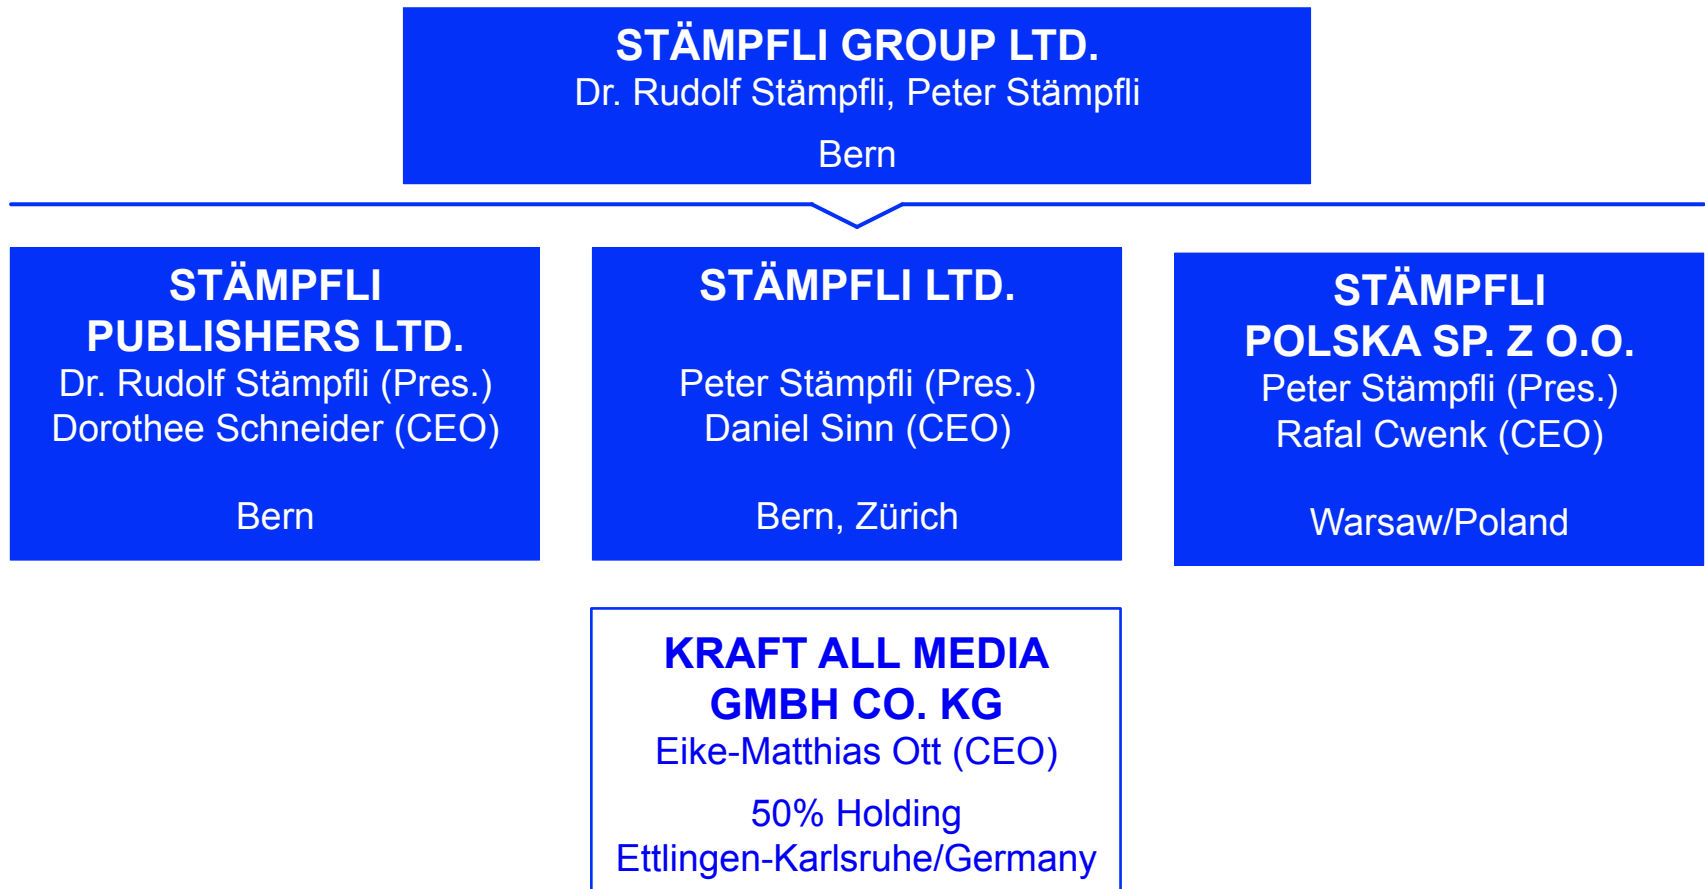 STÄMPFLI GROUP LTD.
Dr. Rudolf Stämpfli, Peter Stämpfli
Bern
STÄMPFLI
PUBLISHERS LTD.
Dr. Rudolf Stämpfli (Pres.)
Dorothee Schneider (CEO)
Bern
STÄMPFLI LTD.
Peter Stämpfli (Pres.)
Daniel Sinn (CEO)
Bern, Zürich
STÄMPFLI
POLSKA SP. Z O.O.
Peter Stämpfli (Pres.)
Rafal Cwenk (CEO)
Warsaw/Poland
KRAFT ALL MEDIA
GMBH CO. KG
Eike-Matthias Ott (CEO)
50% Holding
Ettlingen-Karlsruhe/Germany